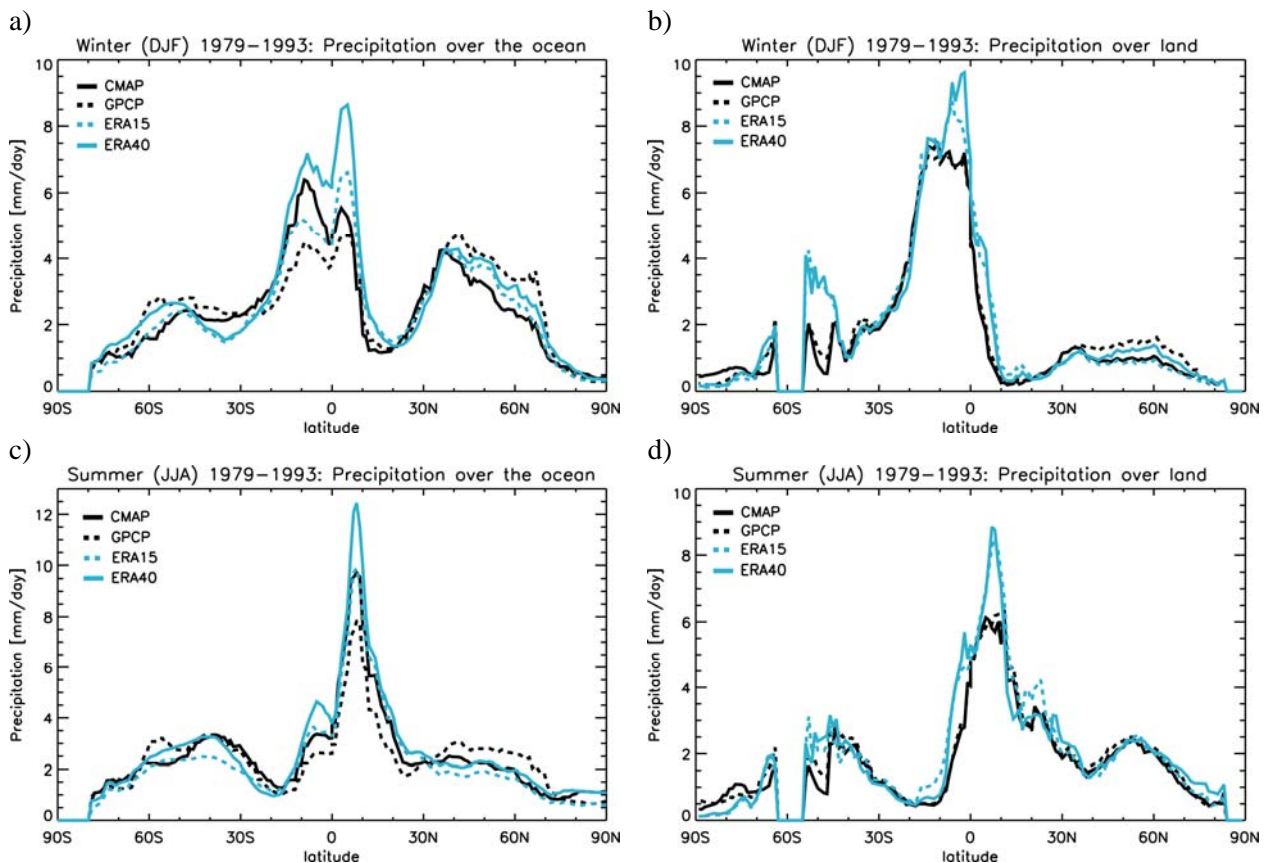 a)
Winter (DJF) 1979–1993: Precipitation over the ocean
10
8
6
4
2
0
Precipitation [mm/day]
CMAP
GPCP
ERA15
ERA40
90S 60S 30S 0 30N 60N 90N
latitude
b)
Winter (DJF) 1979–1993: Precipitation over land
10
8
6
4
2
0
Precipitation [mm/day]
CMAP
GPCP
ERA15
ERA40
90S 60S 30S 0 30N 60N 90N
latitude
c)
Summer (JJA) 1979–1993: Precipitation over the ocean
12
10
8
6
4
2
0
Precipitation [mm/day]
CMAP
GPCP
ERA15
ERA40
90S 60S 30S 0 30N 60N 90N
latitude
d)
Summer (JJA) 1979–1993: Precipitation over land
10
8
6
4
2
0
Precipitation [mm/day]
CMAP
GPCP
ERA15
ERA40
90S 60S 30S 0 30N 60N 90N
latitude